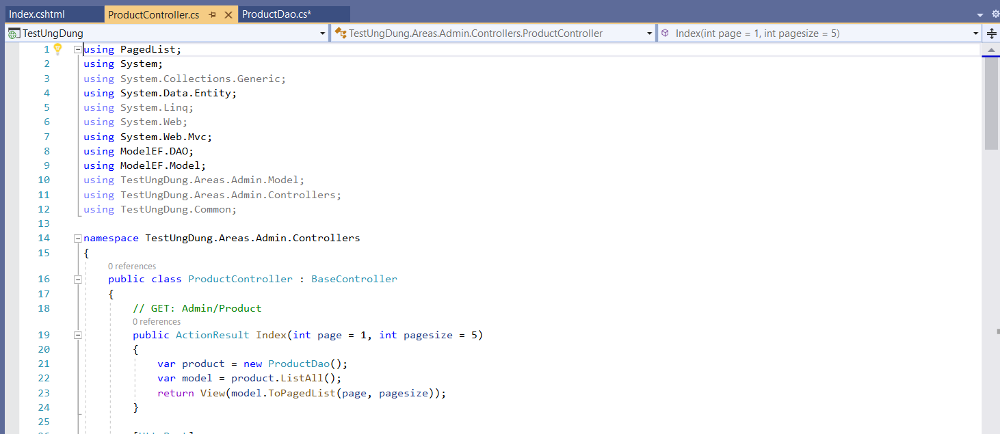 Index.cshtml
ProductController.cs
ProductDao.cs*
TestUngDung
TestUngDung.Areas.Admin.Controllers.ProductController
Index(int page = 1, int pagesize = 5)
1 using PagedList;
2 using System;
3 using System.Collections.Generic;
4 using System.Data.Entity;
5 using System.Linq;
6 using System.Web;
7 using System.Web.Mvc;
8 using ModelEF.DAO;
9 using ModelEF.Model;
10 using TestUngDung.Areas.Admin.Model;
11 using TestUngDung.Areas.Admin.Controllers;
12 using TestUngDung.Common;
13
14 namespace TestUngDung.Areas.Admin.Controllers
15 {
0 references
16 public class ProductController : BaseController
17 {
18 // GET: Admin/Product
0 references
19 public ActionResult Index(int page = 1, int pagesize = 5)
20 {
21 var product = new ProductDao();
22 var model = product.ListAll();
23 return View(model.ToPagedList(page, pagesize));
24 }
25